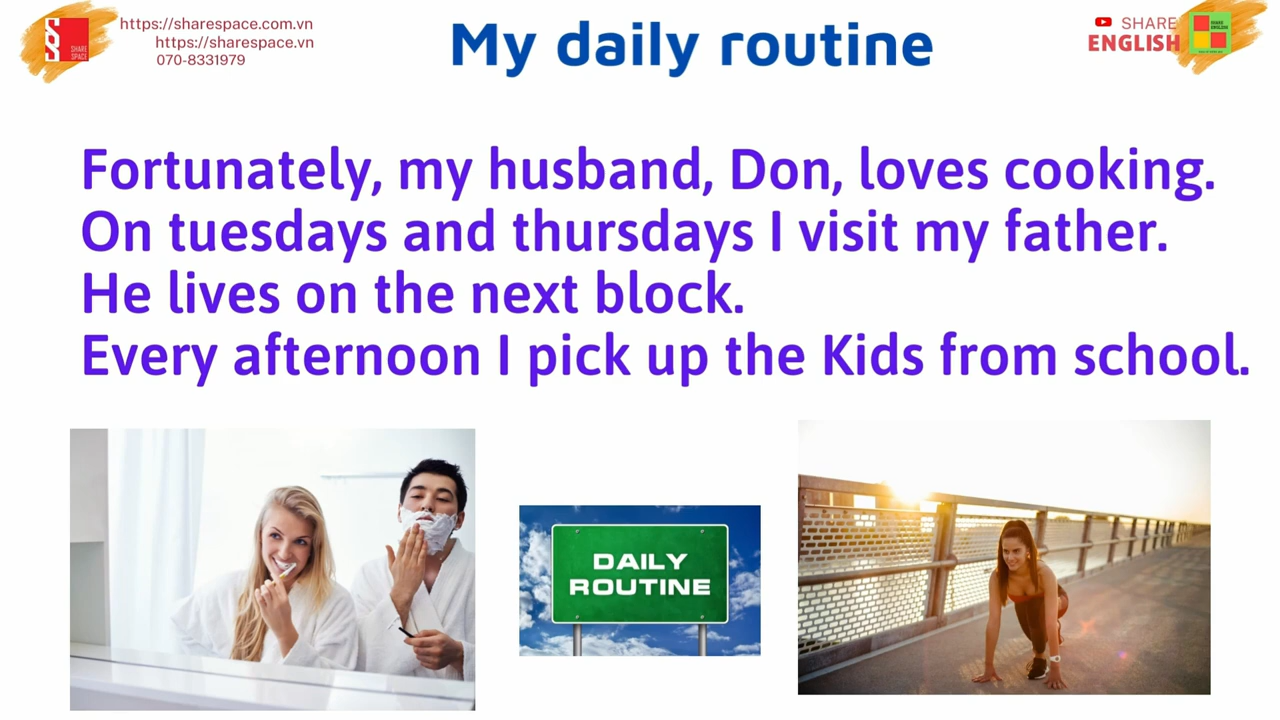 https://sharespace.com.vn
https://sharespace.vn
070-8331979
SHARE
SPACE
My daily routine
SHARE
ENGLISH
Fortunately, my husband, Don, loves cooking.
On tuesdays and thursdays I visit my father.
He lives on the next block.
Every afternoon I pick up the Kids from school.
DAILY
ROUTINE